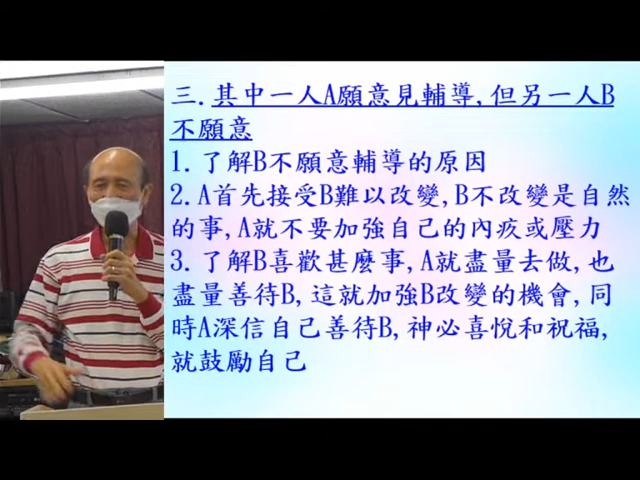 三.其中一人A願意見輔導,但另一人B
不願意
1.了解B不願意輔導的原因
2.A首先接受B難以改變,B不改變是自然
的事,A就不要加強自己的內疚或壓力
3.了解B喜歡甚麼事,A就盡量去做,也
盡量善待B,這就加強B改變的機會,同
時A深信自己善待B,神必喜悅和祝福,
就鼓勵自己